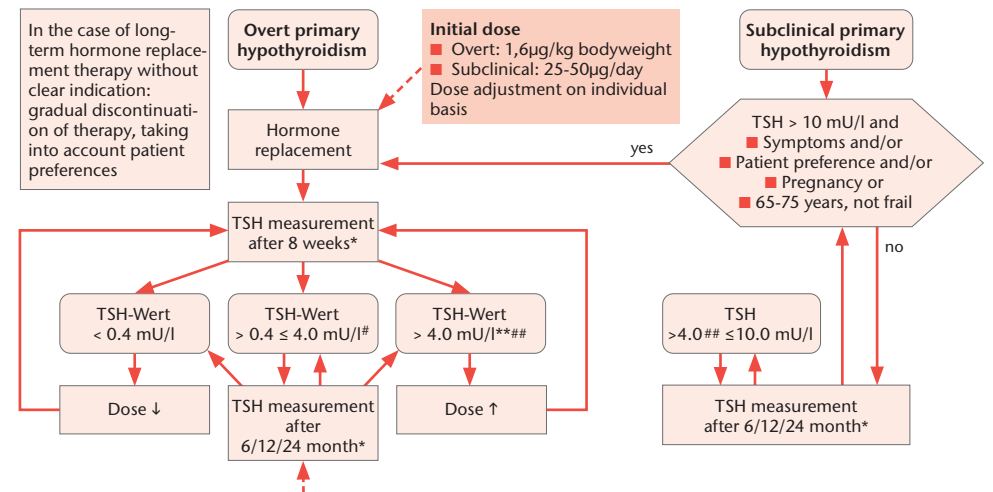 In the case of long-
term hormone replace-
ment therapy without
clear indication:
gradual discontinuati-
on of therapy, taking
into account patient
preferences
Overt primary
hypothyroidism
Initial dose
■ Overt: 1,6µg/kg bodyweight
■ Subclinical: 25-50µg/day
Dose adjustment on individual
basis
Subclinical primary
hypothyroidism
Hormone
replacement
yes
TSH > 10 mU/l and
■ Symptoms and/or
■ Patient preference and/or
■ Pregnancy or
■ 65-75 years, not frail
no
TSH measurement
after 8 weeks*
TSH-Wert
< 0.4 mU/l
TSH-Wert
> 0.4 ≤ 4.0 mU/l#
TSH-Wert
> 4.0 mU/l**##
TSH
>4.0## ≤10.0 mU/l
Dose ↓
TSH measurement
after
6/12/24 month*
Dose ↑
TSH measurement
after 6/12/24 month*